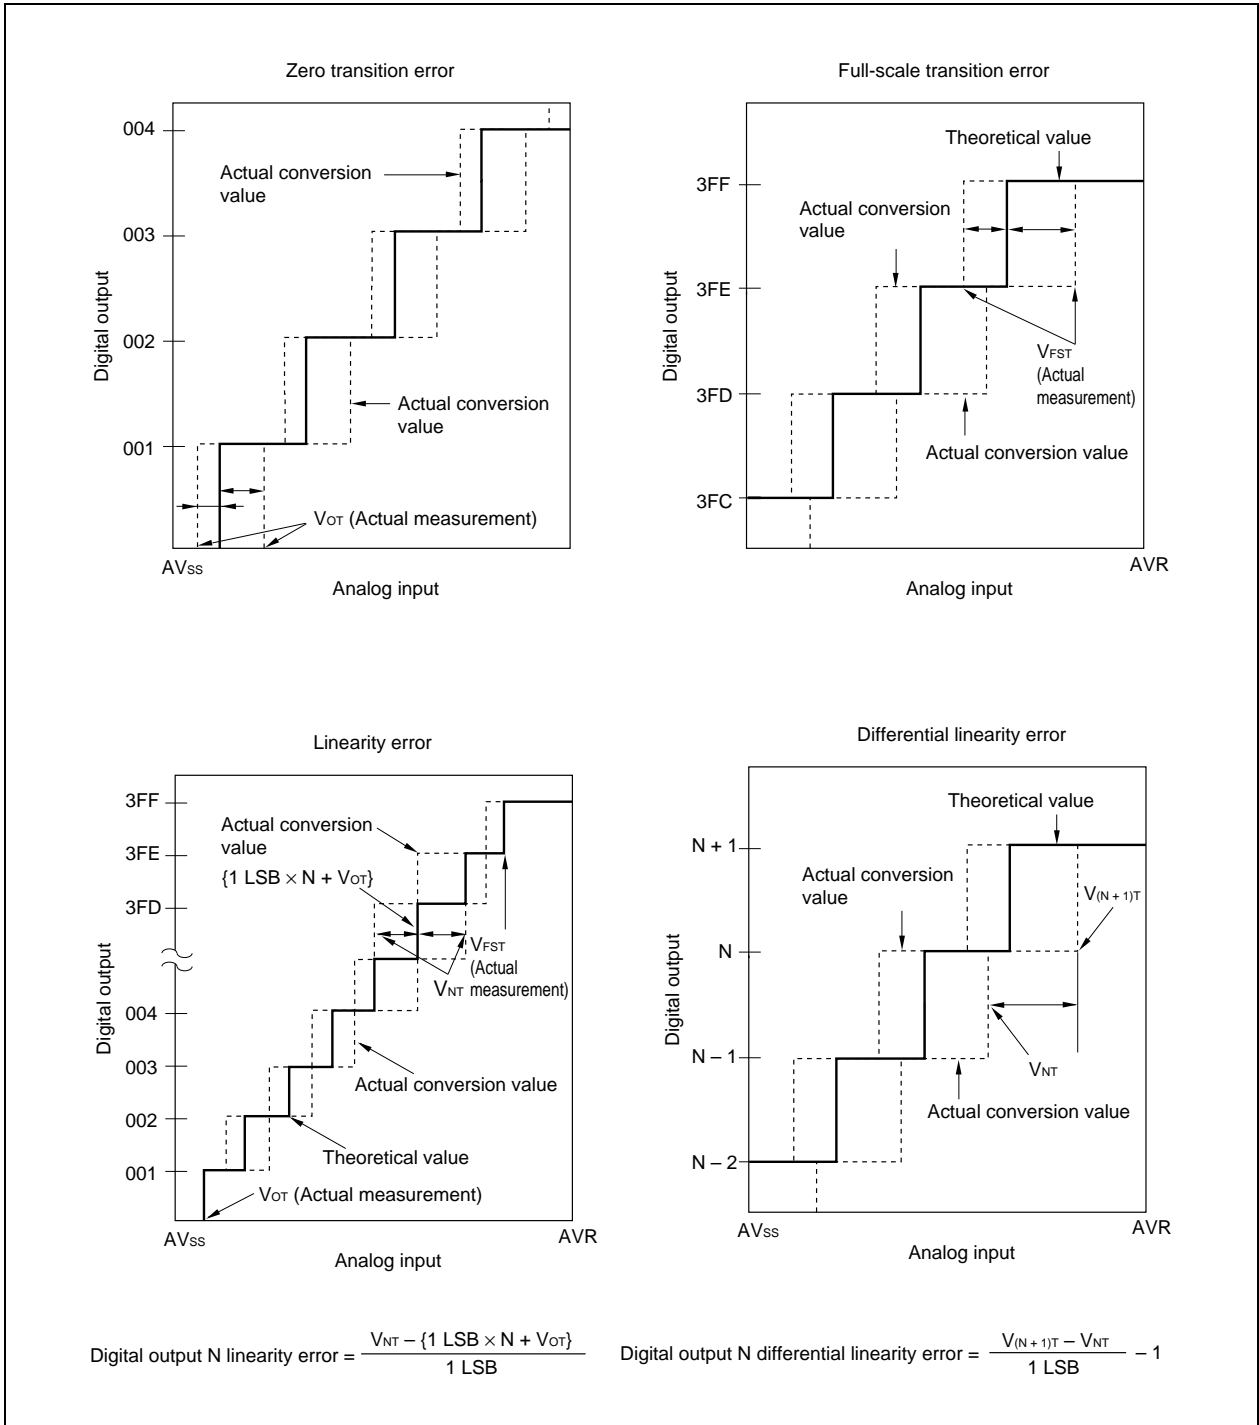 Zero transition error
004
003
002
001
Digital output
Actual conversion
value
Actual conversion
value
VOT (Actual measurement)
AVSS
Analog input
Full-scale transition error
3FF
3FE
3FD
3FC
Digital output
Theoretical value
Actual conversion
value
VFST
(Actual
measurement)
Actual conversion value
AVR
Analog input
Linearity error
3FF
3FE
3FD
004
003
002
001
Digital output
Actual conversion
value
{1 LSB × N + VOT}
VFST
(Actual
VNT measurement)
Actual conversion value
Theoretical value
VOT (Actual measurement)
AVSS
AVR
Analog input
Differential linearity error
N + 1
N
N – 1
N – 2
Digital output
Theoretical value
Actual conversion
value
V(N + 1)T
VNT
Actual conversion value
AVSS
AVR
Analog input
Digital output N linearity error = VNT – {1 LSB × N + VOT} / 1 LSB
Digital output N differential linearity error = V(N + 1)T – VNT / 1 LSB – 1